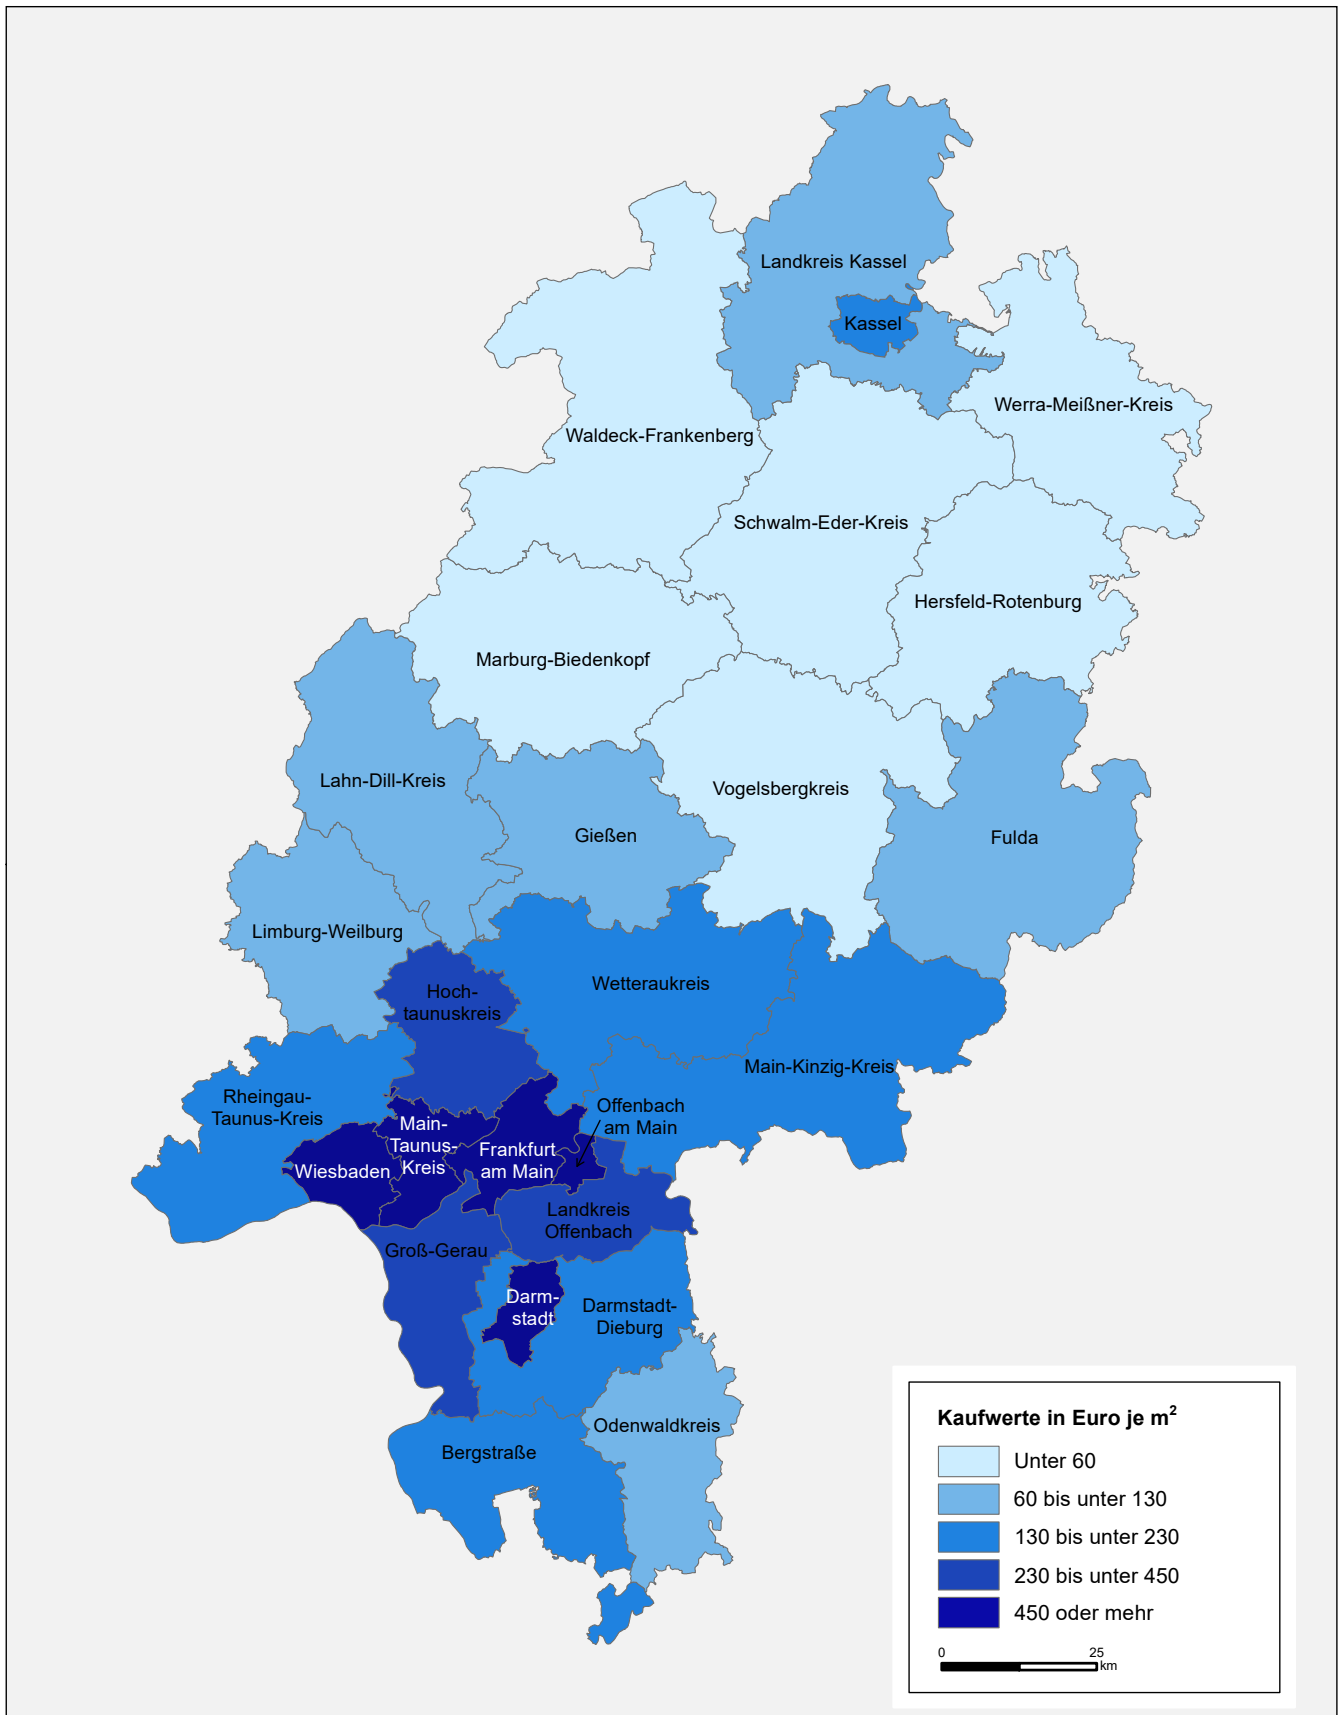 Landkreis Kassel
Kassel
Werra-Meißner-Kreis
Waldeck-Frankenberg
Schwalm-Eder-Kreis
Hersfeld-Rotenburg
Marburg-Biedenkopf
Lahn-Dill-Kreis
Vogelsbergkreis
Gießen
Fulda
Limburg-Weilburg
Wetteraukreis
Hoch-
taunuskreis
Main-Kinzig-Kreis
Rheingau-
Taunus-Kreis
Offenbach
am Main
Main-
Taunus-
Kreis
Frankfurt
am Main
Wiesbaden
Landkreis
Offenbach
Groß-Gerau
Darm-
stadt
Darmstadt-
Dieburg
Odenwaldkreis
Bergstraße
Kaufwerte in Euro je m²
Unter 60
60 bis unter 130
130 bis unter 230
230 bis unter 450
450 oder mehr
0 25
km